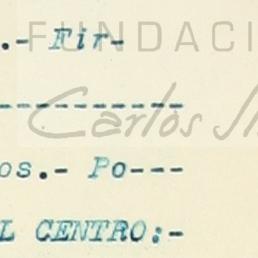 .- Fir-
-----------
os.- Po---
L CENTRO:-
FUNDACI
Carlos